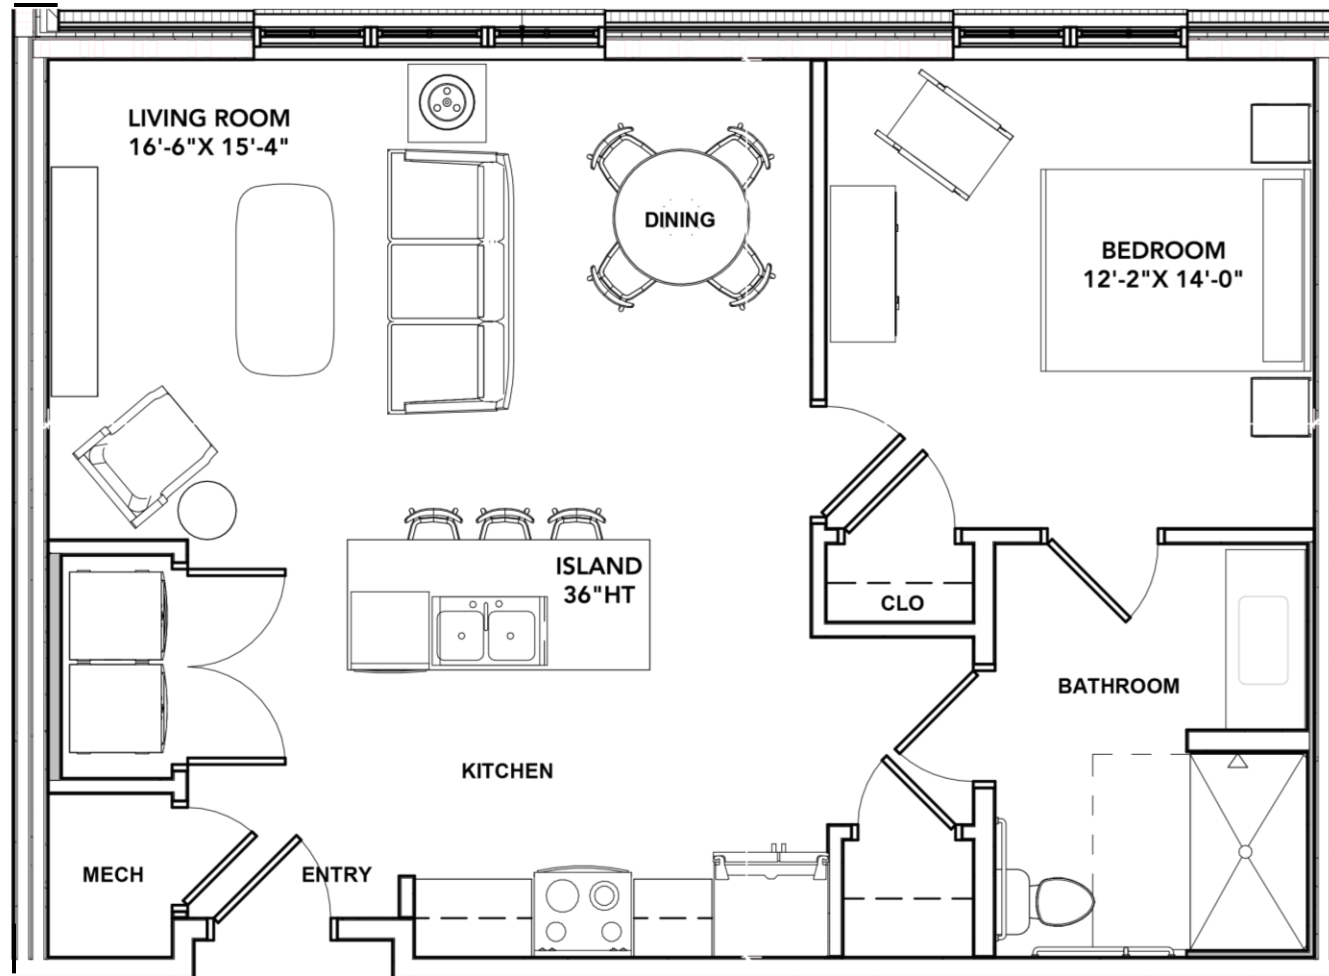 LIVING ROOM
16'-6"X 15'-4"
DINING
BEDROOM
12'-2"X 14'-0"
ISLAND
36"HT
CLO
BATHROOM
KITCHEN
MECH
ENTRY